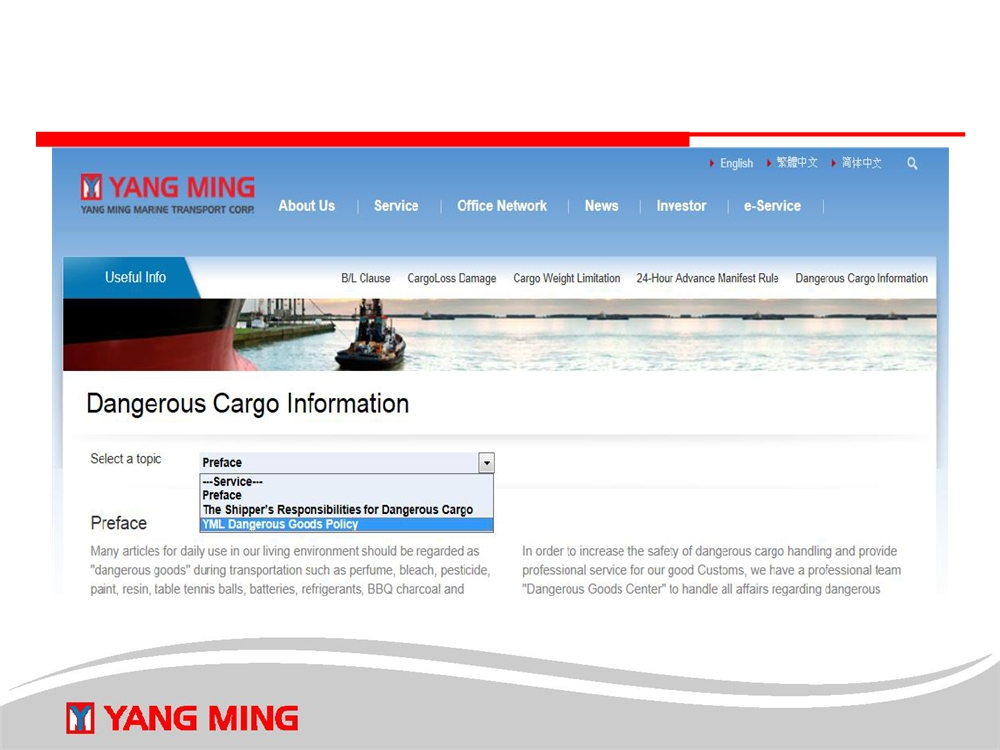 English
繁體中文
简体中文
YANG MING
YANG MING MARINE TRANSPORT CORP.
About Us
Service
Office Network
News
Investor
e-Service
Useful Info
B/L Clause
CargoLoss Damage
Cargo Weight Limitation
24-Hour Advance Manifest Rule
Dangerous Cargo Information
Dangerous Cargo Information
Select a topic
Preface
---Service---
Preface
The Shipper's Responsibilities for Dangerous Cargo
YML Dangerous Goods Policy
Preface
Many articles for daily use in our living environment should be regarded as
"dangerous goods" during transportation such as perfume, bleach, pesticide,
paint, resin, table tennis balls, batteries, refrigerants, BBQ charcoal and
In order to increase the safety of dangerous cargo handling and provide
professional service for our good Customs, we have a professional team
"Dangerous Goods Center" to handle all affairs regarding dangerous
YANG MING